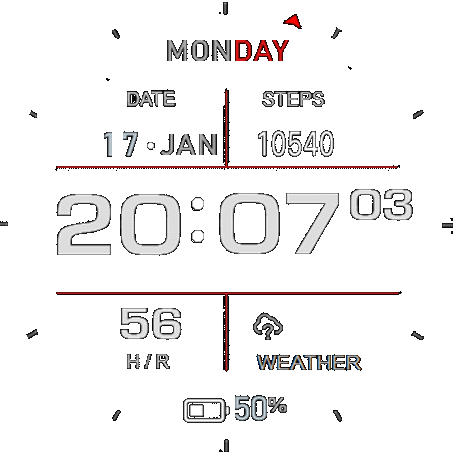 MONDAY
DATE STEPS
17·JAN 10540
20:07 03
56
H/R WEATHER
50%